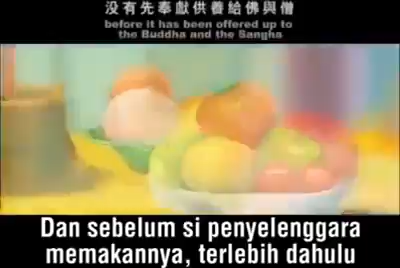 没有先奉獻供養給佛與僧
before it has been offered up to
the Buddha and the Sangha
Dan sebelum si penyelenggara
memakannya, terlebih dahulu